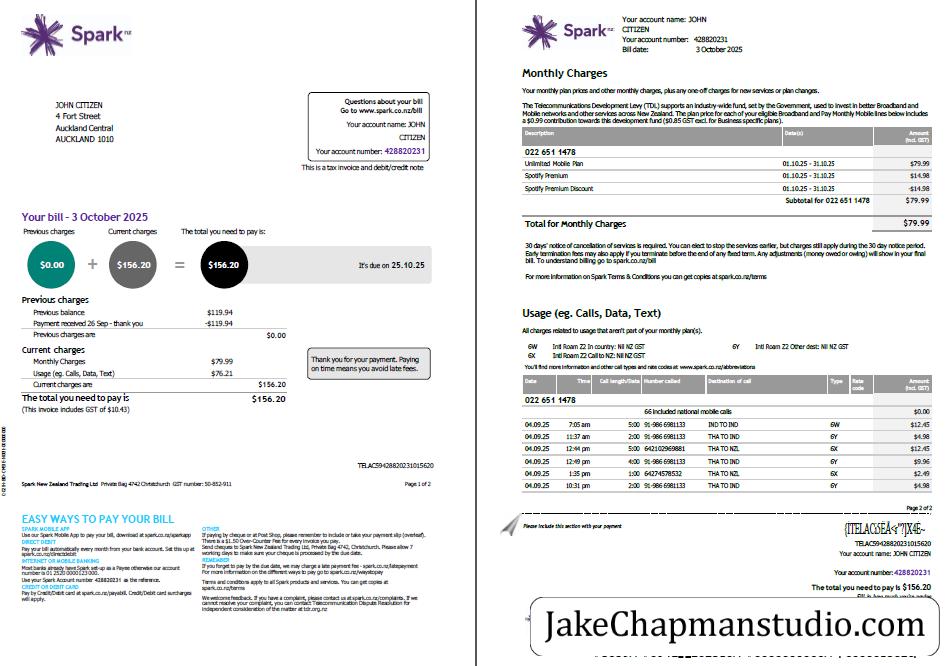 Spark nz
JOHN CITIZEN
4 Fort Street
Auckland Central
AUCKLAND 1010
Questions about your bill
Go to www.spark.co.nz/bill
Your account name: JOHN
CITIZEN
Your account number: 428820231
This is a tax invoice and debit/credit note
Your bill - 3 October 2025
Previous charges Current charges The total you need to pay is:
$0.00 + $156.20 = $156.20 It's due on 25.10.25
Previous charges
Previous balance $119.94
Payment received 26 Sep - thank you -$119.94
Previous charges are $0.00
Current charges
Monthly Charges $79.99
Usage (eg. Calls, Data, Text) $76.21
Current charges are $156.20
The total you need to pay is $156.20
(This invoice includes GST of $10.43)
Thank you for your payment. Paying
on time means you avoid late fees.
TELAC59428820231015620
Spark New Zealand Trading Ltd Private Bag 4742 Christchurch GST number: 50-852-911 Page 1 of 2
EASY WAYS TO PAY YOUR BILL
SPARK MOBILE APP
Use our Spark Mobile App to pay your bill, download at spark.co.nz/sparkapp
DIRECT DEBIT
Pay your bill automatically every month from your bank account. Set this up at
spark.co.nz/directdebit
INTERNET OR MOBILE BANKING
Most banks already have Spark set-up as a Payee otherwise our account
number is 01 2520 0000123 000.
Use your Spark Account number 428820231 as the reference.
CREDIT OR DEBIT CARD
Pay by Credit/Debit card at spark.co.nz/payabill. Credit/Debit card surcharges
will apply.
OTHER
If paying by cheque or at Post Shop, please remember to include your payment slip (overleaf).
There is a $1.50 Over-Counter Fee for every invoice you pay.
Send cheques to Spark New Zealand Trading Ltd, Private Bag 4742, Christchurch. Please allow 7
working days to make sure your cheque is processed by the due date.
REMEMBER
If you forget to pay by the due date, we may charge a late payment fee - spark.co.nz/latepayment
For more information on the different ways to pay go to spark.co.nz/waystopay
Terms and conditions apply to all Spark products and services. You can get copies at
spark.co.nz/terms
We welcome feedback. If you have a complaint, please contact us at spark.co.nz/complaints. If we
cannot resolve your complaint, you can contact Telecommunication Dispute Resolution for
independent consideration of the matter at tdr.org.nz
Spark nz
Your account name: JOHN
CITIZEN
Your account number: 428820231
Bill date: 3 October 2025
Monthly Charges
Your monthly plan prices and other monthly charges, plus any one-off charges for new services or plan changes.
The Telecommunications Development Levy (TDL) supports an industry-wide fund, set by the Government, used to invest in better Broadband and
Mobile networks and other services across New Zealand. The plan price for each of your eligible Broadband and Pay Monthly Mobile lines below includes
a $0.99 contribution towards this development fund ($0.85 GST excl. for Business specific plans).
Description Date(s) Amount
(incl. GST)
022 651 1478
Unlimited Mobile Plan 01.10.25 - 31.10.25 $79.99
Spotify Premium 01.10.25 - 31.10.25 $14.98
Spotify Premium Discount 01.10.25 - 31.10.25 -$14.98
Subtotal for 022 651 1478 $79.99
Total for Monthly Charges $79.99
30 days' notice of cancellation of services is required. You can elect to stop the services earlier, but charges still apply during the 30 day notice period.
Early termination fees may also apply if you terminate before the end of any fixed term. Any adjustments (money owed or owing) will show in your final
bill. To understand billing go to spark.co.nz/bill
For more information on Spark Terms & Conditions you can get copies at spark.co.nz/terms
Usage (eg. Calls, Data, Text)
All charges related to usage that aren't part of your monthly plan(s).
6W Intl Roam Z2 In country: Nil NZ GST 6Y Intl Roam Z2 Other dest: Nil NZ GST
6X Intl Roam Z2 Call to NZ: Nil NZ GST
You'll find more information and other call types and rate codes at www.spark.co.nz/abbreviations
Date Time Call length/Data Number called Destination of call Type Rate code Amount (incl. GST)
022 651 1478
66 included national mobile calls $0.00
04.09.25 7:05 am 5:00 91-986 6981133 IND TO IND 6W $12.45
04.09.25 11:37 am 2:00 91-986 6981133 THA TO IND 6Y $4.98
04.09.25 12:44 pm 5:00 642102969881 THA TO NZL 6X $12.45
04.09.25 12:49 pm 4:00 91-986 6981133 THA TO IND 6Y $9.96
04.09.25 1:35 pm 1:00 64274578532 THA TO NZL 6X $2.49
04.09.25 10:31 pm 2:00 91-986 6981133 THA TO IND 6Y $4.98
Page 2 of 2
Please include this section with your payment
TELAC59428820231015620
Your account name: JOHN CITIZEN
Your account number: 428820231
The total you need to pay is $156.20
JakeChapmanstudio.com